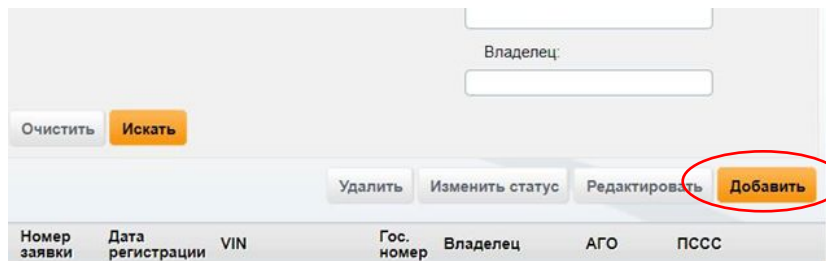 Владелец:
Очистить Искать
Удалить Изменить статус Редактировать Добавить
Номер заявки Дата регистрации VIN Гос. номер Владелец АГО ПССС